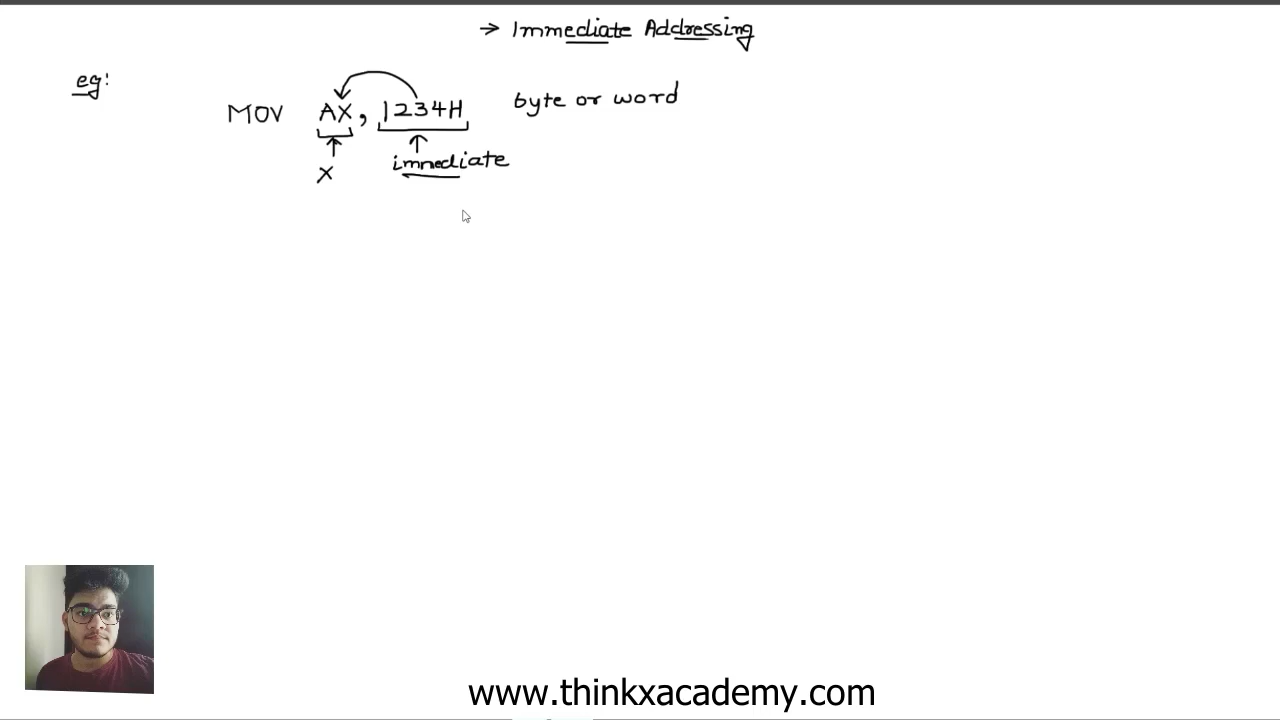 → Immediate Addressing
eg:
MOV AX, 1234H byte or word
X immediate
www.thinkxacademy.com